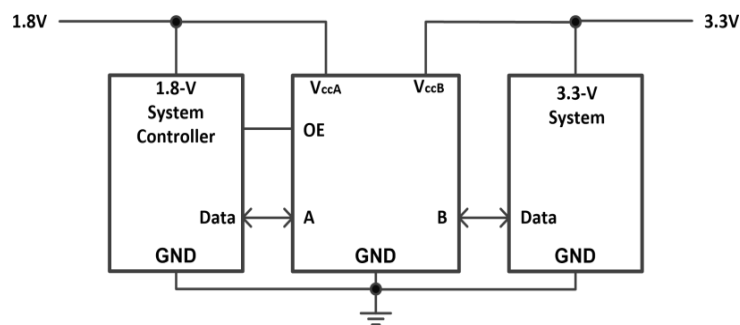 1.8V
3.3V
1.8-V
System
Controller
VccA
VccB
3.3-V
System
OE
Data
A
B
Data
GND
GND
GND